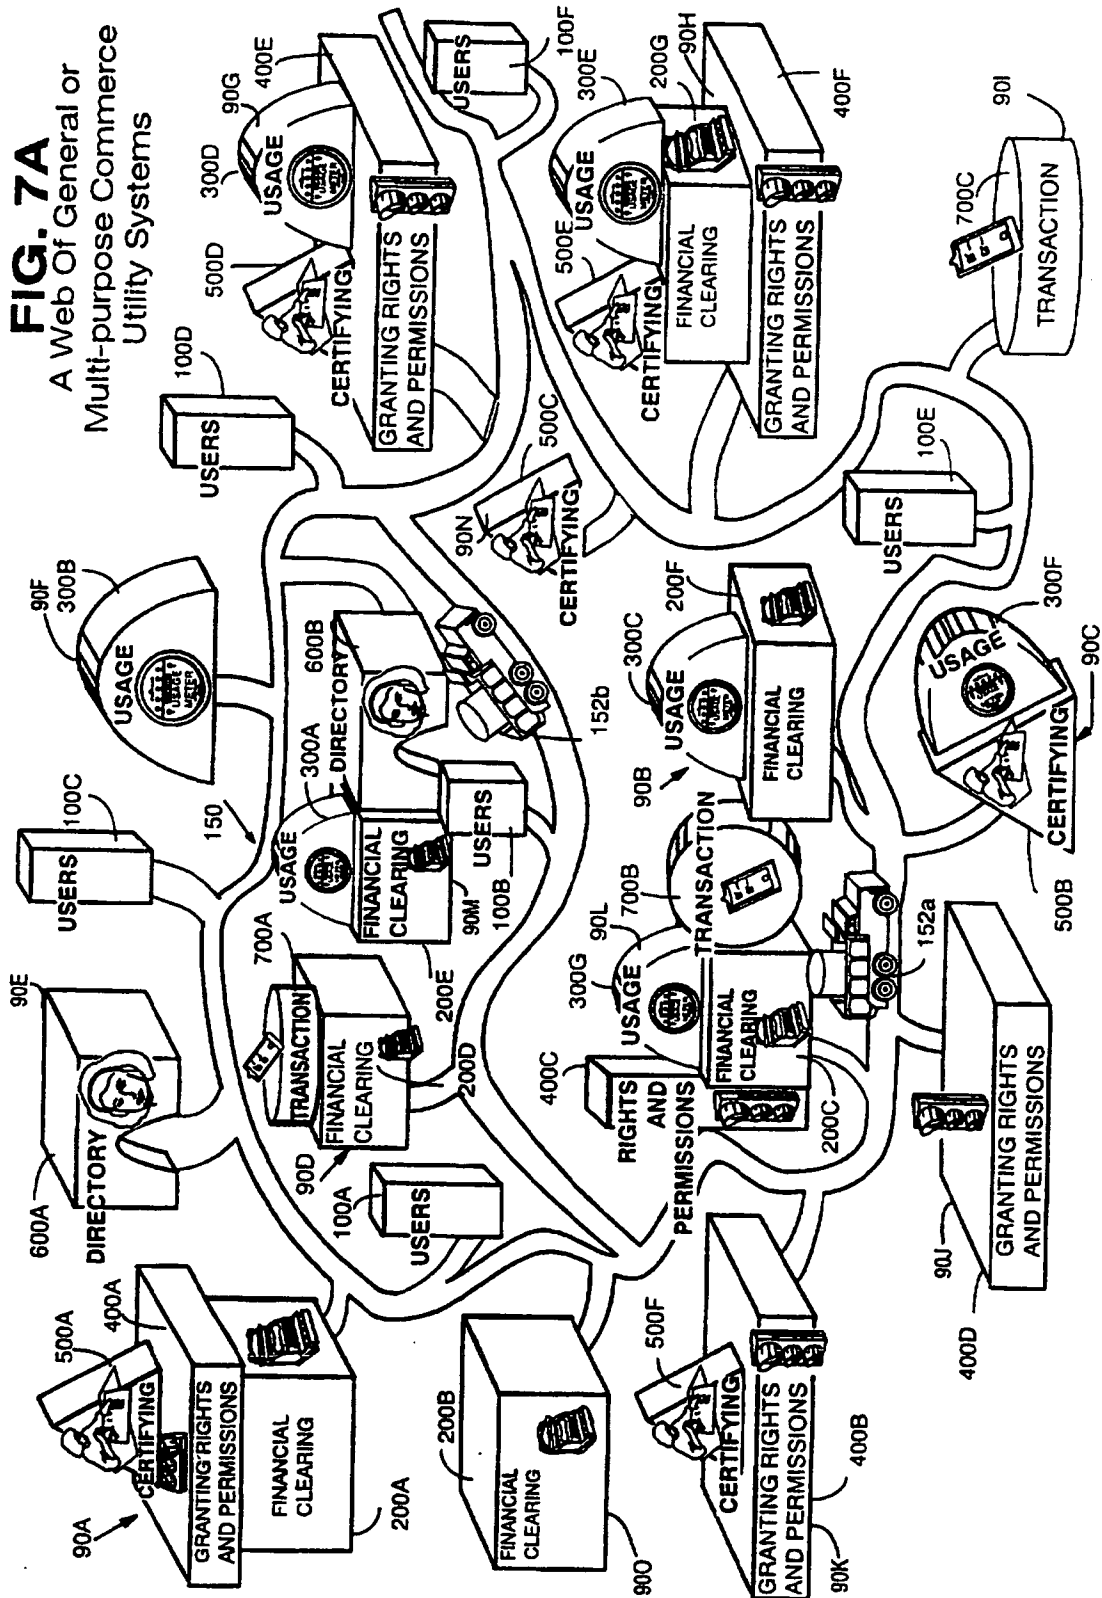 FIG. 7A
A Web Of General or
Multi-purpose Commerce
Utility Systems
90A
500A
CERTIFYING
400A
GRANTING RIGHTS
AND PERMISSIONS
FINANCIAL
CLEARING
200A
600A
DIRECTORY
90E
USERS
100C
150
USAGE
USAGE
METER
90F
300B
USERS
100D
500D
CERTIFYING
300D
USAGE
USAGE
METER
90G
400E
GRANTING RIGHTS
AND PERMISSIONS
USERS
100F
100A
USERS
90D
TRANSACTION
700A
FINANCIAL
CLEARING
200D
USAGE
300A
FINANCIAL
CLEARING
200E
90M
DIRECTORY
600B
USERS
100B
152b
90N
500C
CERTIFYING
500E
CERTIFYING
USAGE
USAGE
METER
300E
200G
90H
FINANCIAL
CLEARING
GRANTING RIGHTS
AND PERMISSIONS
400F
200B
FINANCIAL
CLEARING
90O
400C
RIGHTS
AND
PERMISSIONS
300G
USAGE
90L
FINANCIAL
CLEARING
200C
700B
TRANSACTION
90B
USAGE
300C
FINANCIAL
CLEARING
200F
152a
USERS
100E
700C
90I
TRANSACTION
500F
CERTIFYING
GRANTING RIGHTS
AND PERMISSIONS
90K
400B
90J
GRANTING RIGHTS
AND PERMISSIONS
400D
500B
CERTIFYING
USAGE
300F
90C